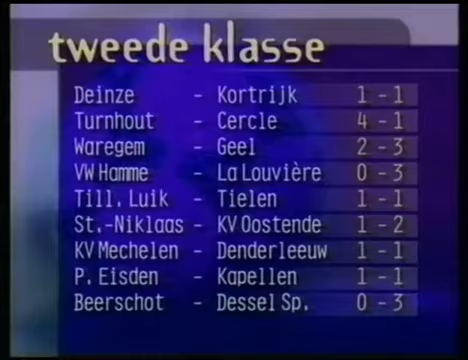 tweede klasse
Deinze - Kortrijk 1 - 1
Turnhout - Cercle 4 - 1
Waregem - Geel 2 - 3
VW Hamme - La Louvière 0 - 3
Till. Luik - Tielen 1 - 1
St.-Niklaas - KV Oostende 1 - 2
KV Mechelen - Denderleeuw 1 - 1
P. Eisden - Kapellen 1 - 1
Beerschot - Dessel Sp. 0 - 3